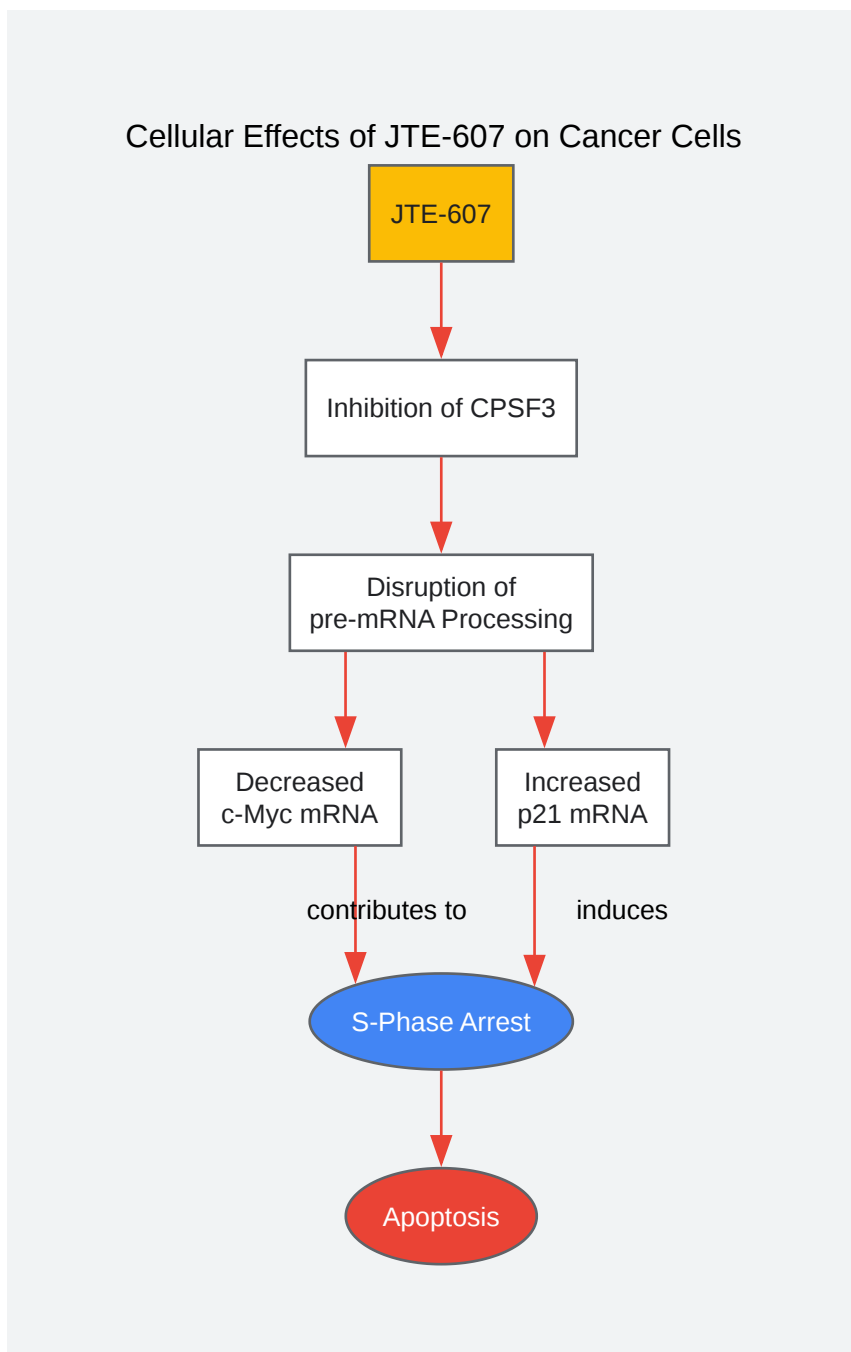 Cellular Effects of JTE-607 on Cancer Cells
JTE-607
Inhibition of CPSF3
Disruption of
pre-mRNA Processing
Decreased
c-Myc mRNA
Increased
p21 mRNA
contributes to
induces
S-Phase Arrest
Apoptosis